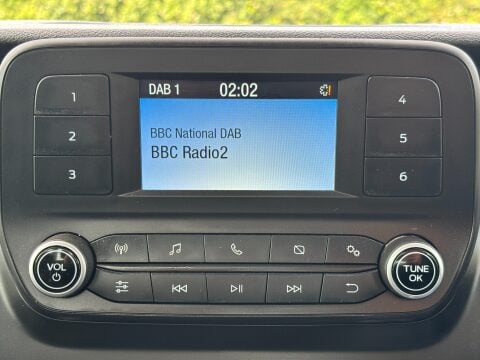 DAB 1 02:02
BBC National DAB
BBC Radio2
1
2
3
4
5
6
VOL
TUNE
OK